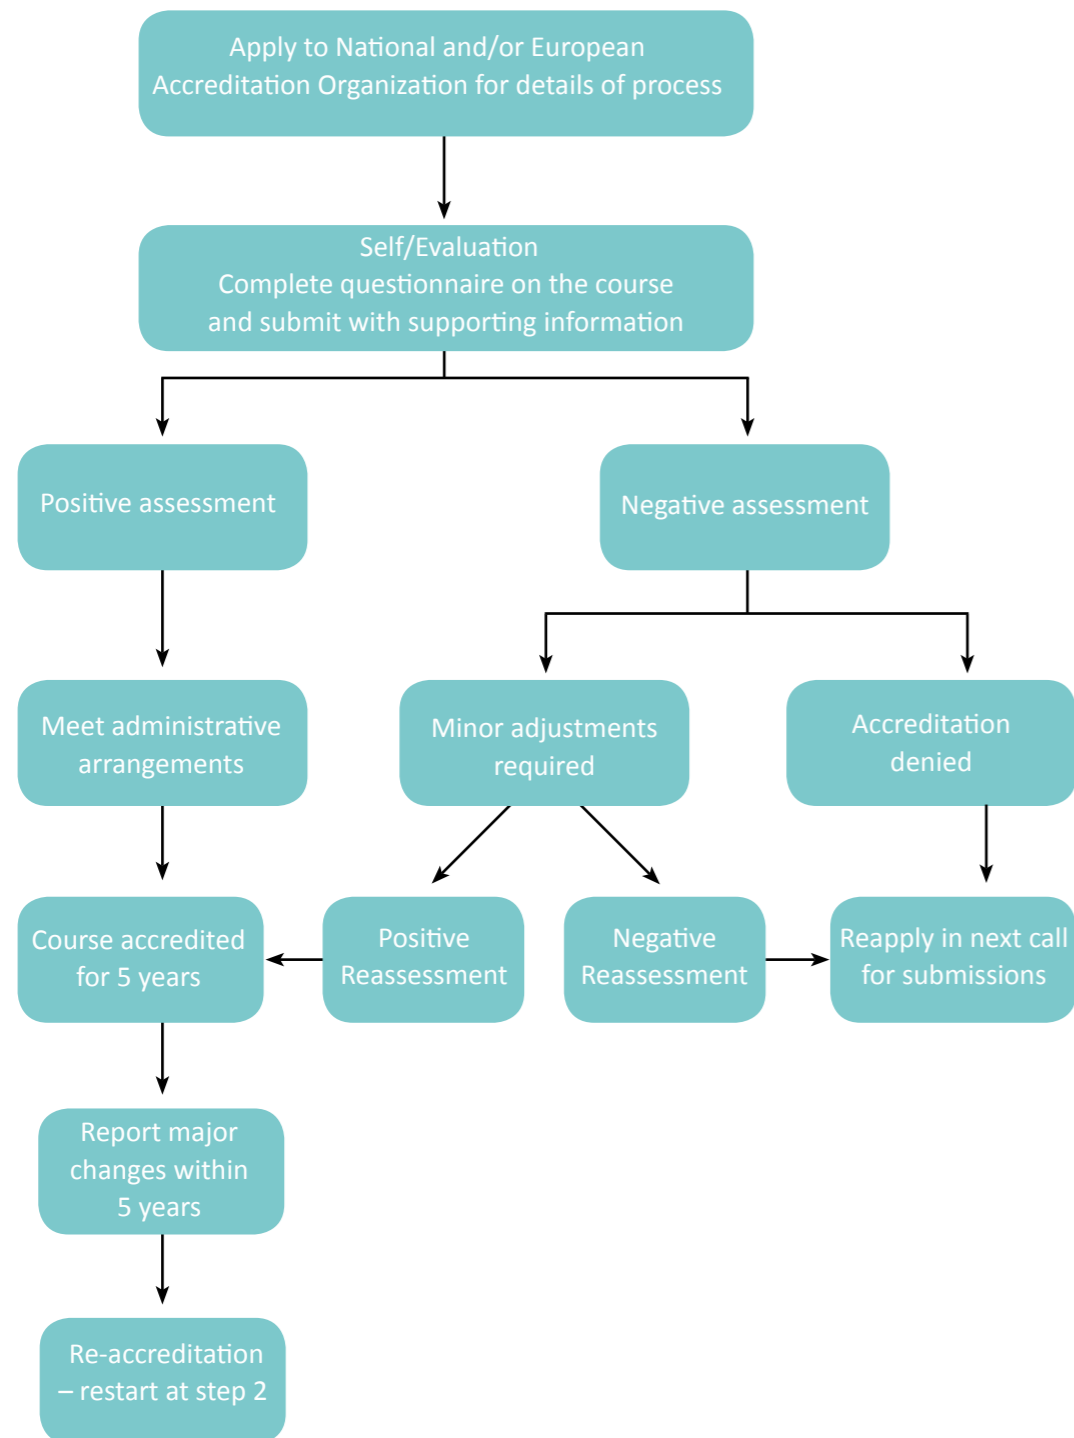 Apply to National and/or European
Accreditation Organization for details of process
Self/Evaluation
Complete questionnaire on the course
and submit with supporting information
Positive assessment
Negative assessment
Meet administrative
arrangements
Minor adjustments
required
Accreditation
denied
Course accredited
for 5 years
Positive
Reassessment
Negative
Reassessment
Reapply in next call
for submissions
Report major
changes within
5 years
Re-accreditation
– restart at step 2